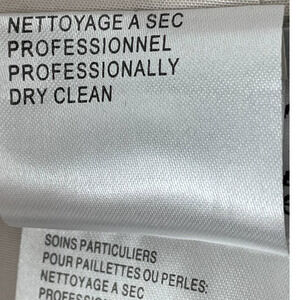 NETTOYAGE A SEC
PROFESSIONNEL
PROFESSIONALLY
DRY CLEAN
SOINS PARTICULIERS
POUR PAILLETTES OU PERLES:
NETTOYAGE A SEC